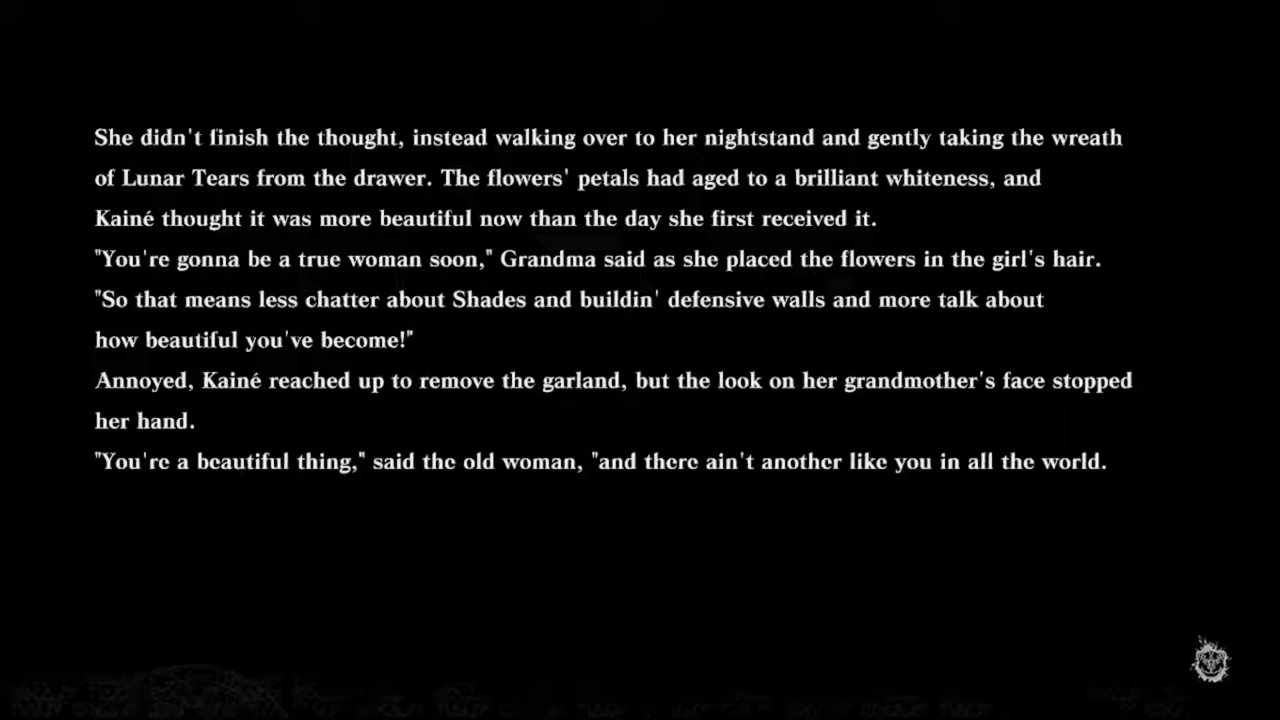 She didn't finish the thought, instead walking over to her nightstand and gently taking the wreath
of Lunar Tears from the drawer. The flowers' petals had aged to a brilliant whiteness, and
Kainé thought it was more beautiful now than the day she first received it.
"You're gonna be a true woman soon," Grandma said as she placed the flowers in the girl's hair.
"So that means less chatter about Shades and buildin' defensive walls and more talk about
how beautiful you've become!"
Annoyed, Kainé reached up to remove the garland, but the look on her grandmother's face stopped
her hand.
"You're a beautiful thing," said the old woman, "and there ain't another like you in all the world.